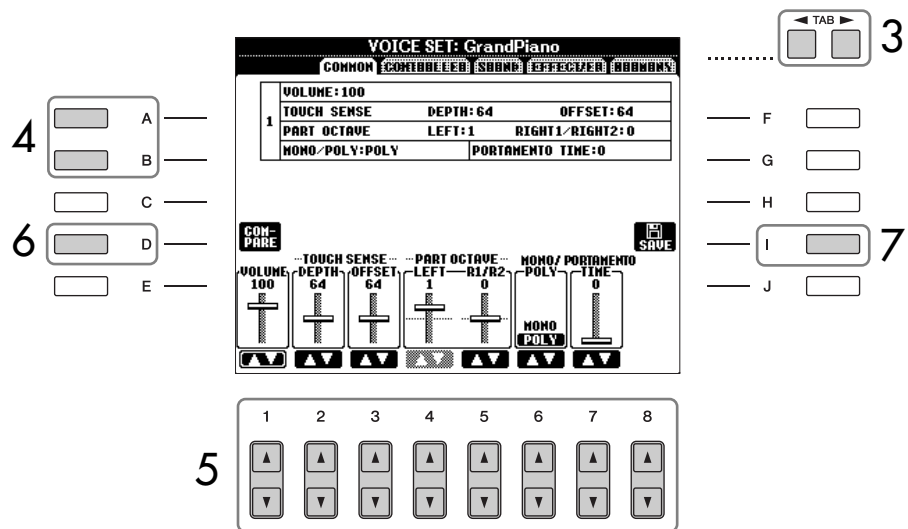 ◄ TAB ►
3
VOICE SET: GrandPiano
COMMON CONTROLLER SOUND EFFECT/EQ HARMONY
VOLUME:100
1
TOUCH SENSE DEPTH:64 OFFSET:64
PART OCTAVE LEFT:1 RIGHT1/RIGHT2:0
MONO/POLY:POLY PORTAMENTO TIME:0
4
A
B
C
6
D
E
F
G
H
I
7
J
COM-
PARE
SAVE
TOUCH SENSE PART OCTAVE MONO/ PORTAMENTO
VOLUME DEPTH OFFSET LEFT R1/R2 POLY TIME
100 64 64 1 0 0
MONO
POLY
1 2 3 4 5 6 7 8
5